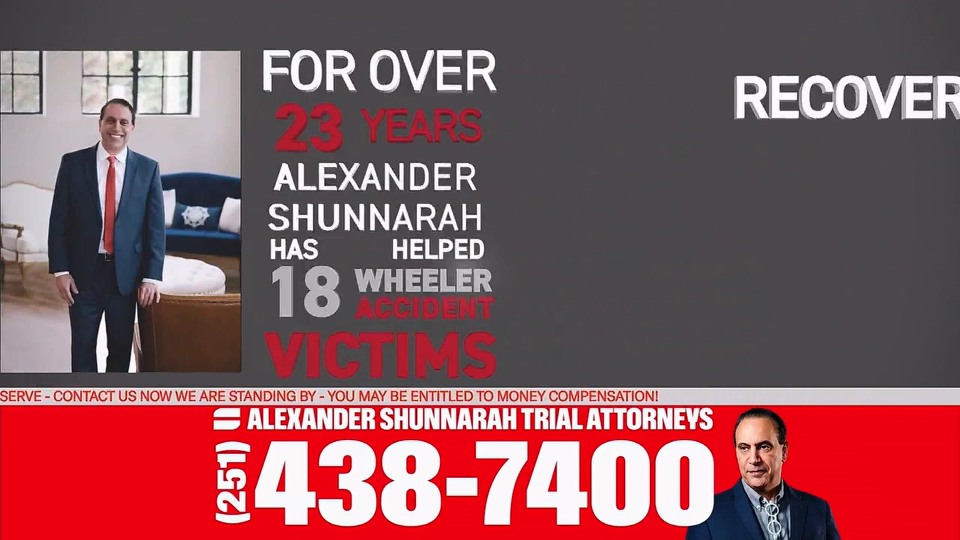 FOR OVER
23 YEARS
ALEXANDER
SHUNNARAH
HAS HELPED
18 WHEELER
ACCIDENT
VICTIMS
RECOVER
SERVE - CONTACT US NOW WE ARE STANDING BY - YOU MAY BE ENTITLED TO MONEY COMPENSATION!
ALEXANDER SHUNNARAH TRIAL ATTORNEYS
(251) 438-7400